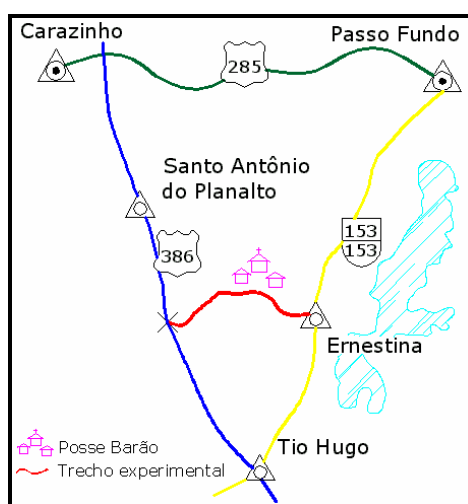 Carazinho
Passo Fundo
285
Santo Antônio
do Planalto
153
153
386
Ernestina
Tio Hugo
Posse Barão
Trecho experimental